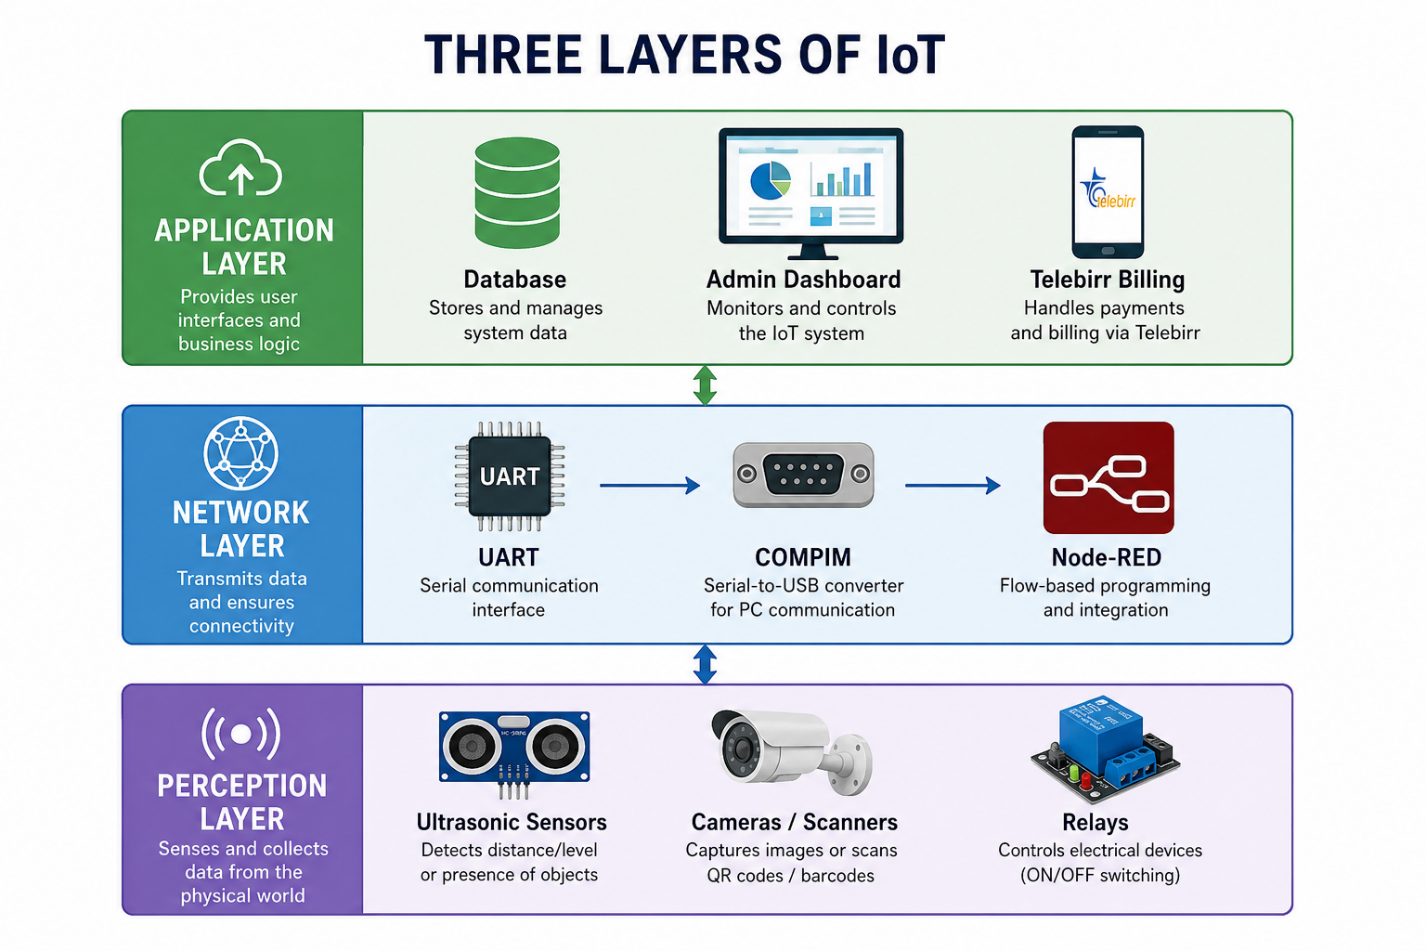 THREE LAYERS OF IoT
APPLICATION
LAYER
Provides user
interfaces and
business logic
Database
Stores and manages
system data
Admin Dashboard
Monitors and controls
the IoT system
telebirr
Telebirr Billing
Handles payments
and billing via Telebirr
NETWORK
LAYER
Transmits data
and ensures
connectivity
UART
UART
Serial communication
interface
COMPIM
Serial-to-USB converter
for PC communication
Node-RED
Flow-based programming
and integration
PERCEPTION
LAYER
Senses and collects
data from the
physical world
Ultrasonic Sensors
Detects distance/level
or presence of objects
Cameras / Scanners
Captures images or scans
QR codes / barcodes
Relays
Controls electrical devices
(ON/OFF switching)